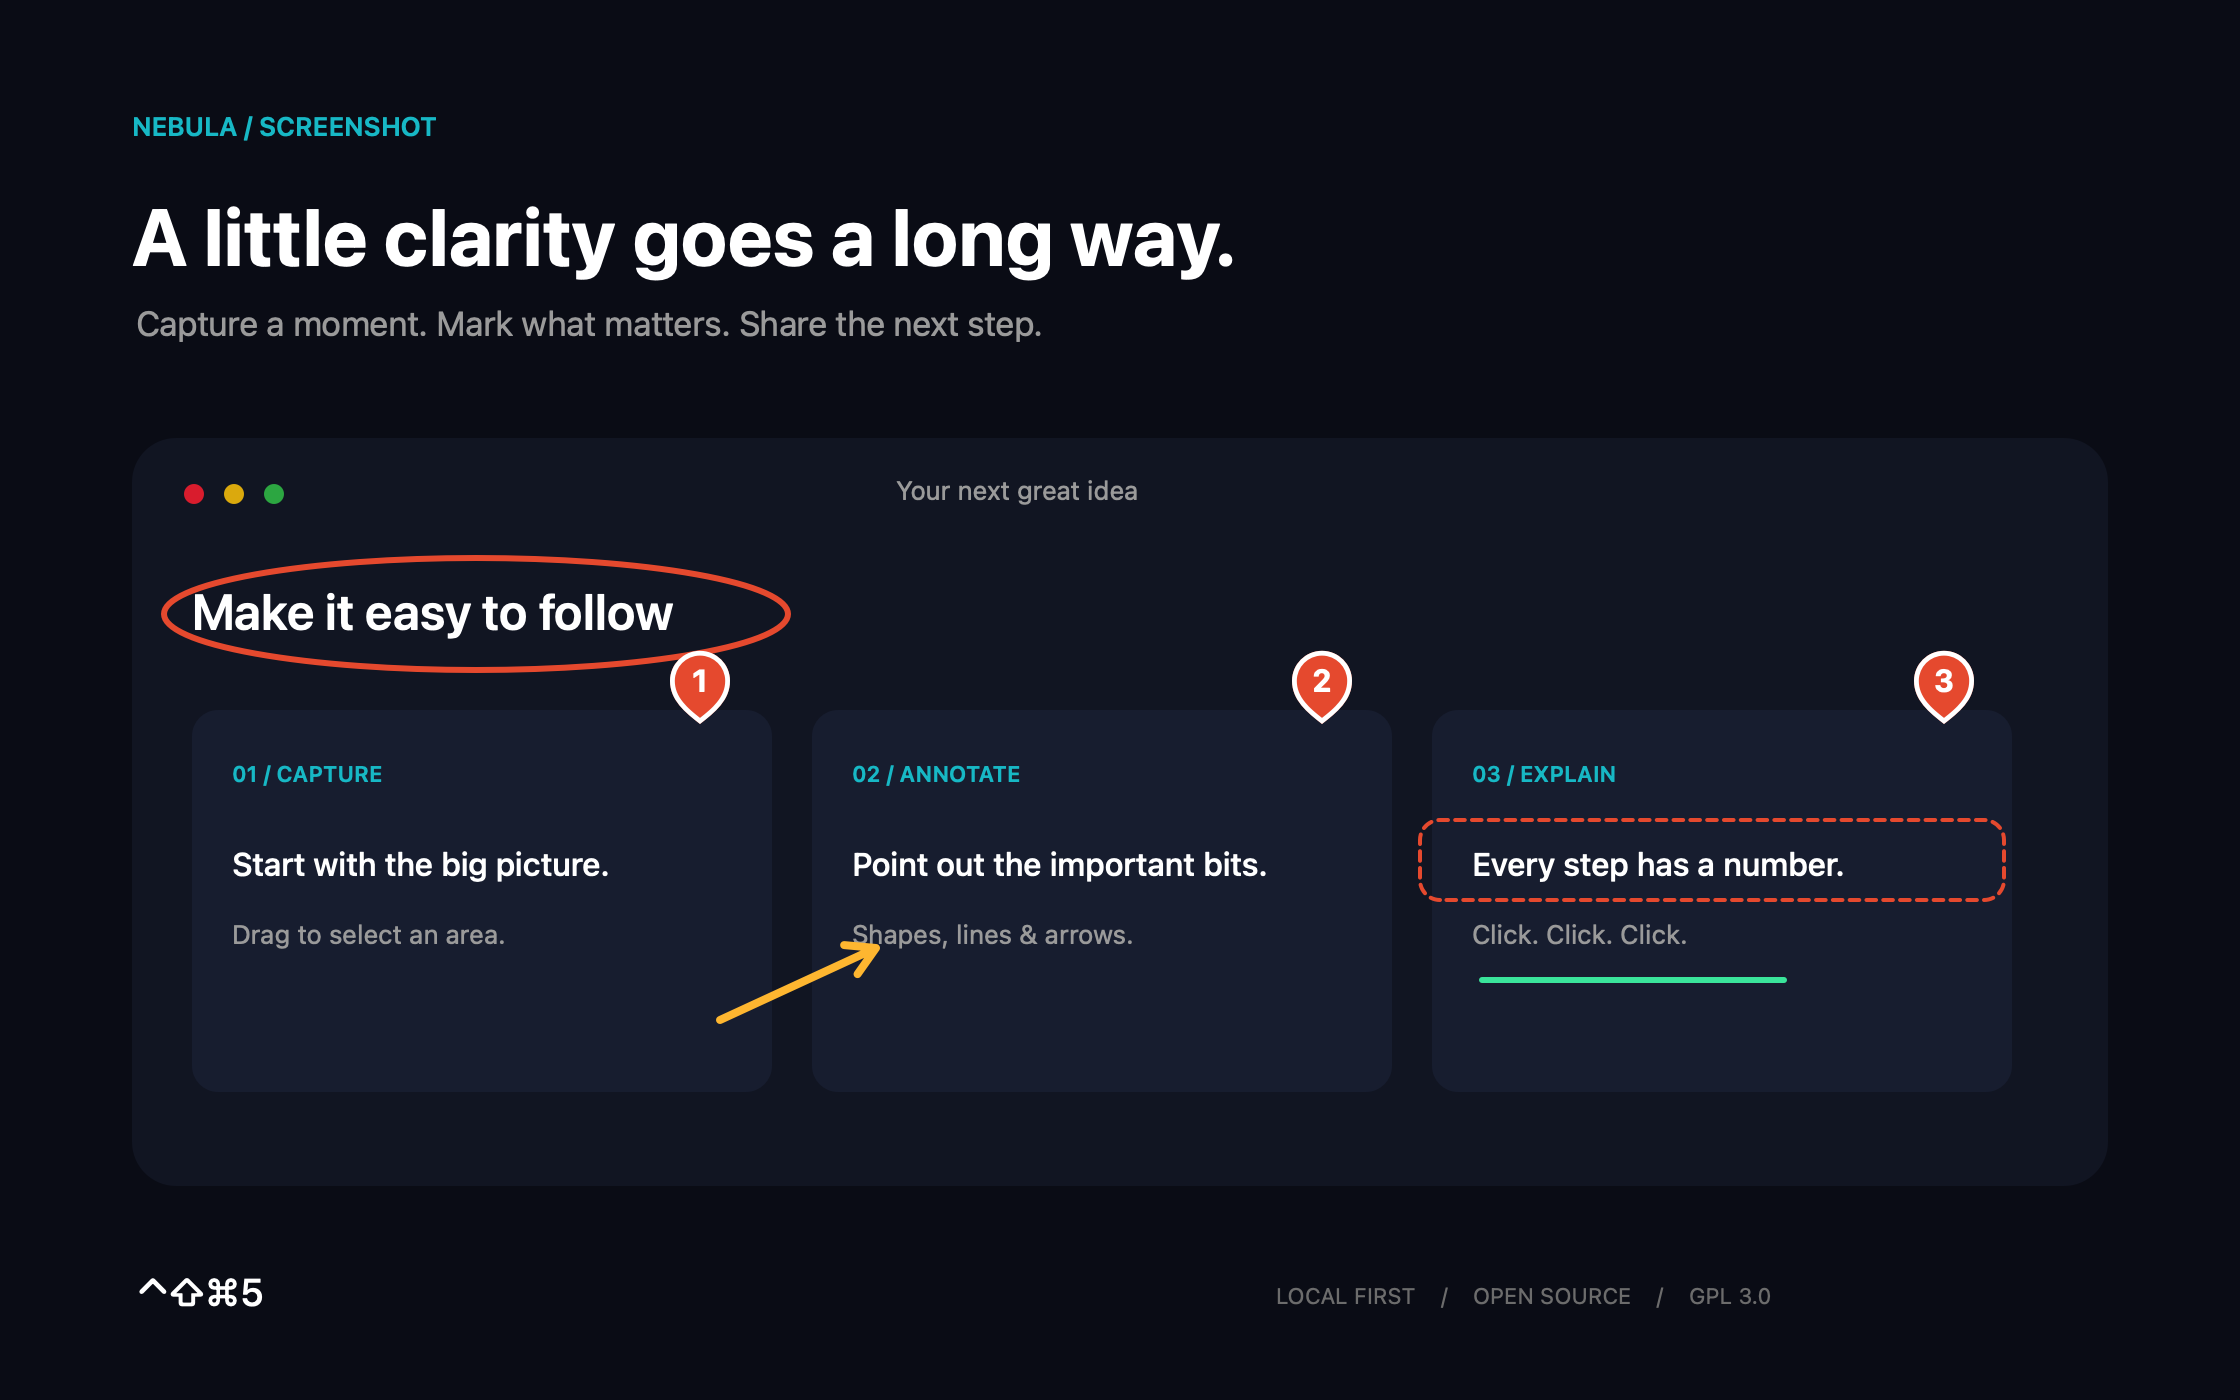 NEBULA / SCREENSHOT
A little clarity goes a long way.
Capture a moment. Mark what matters. Share the next step.
Your next great idea
Make it easy to follow
1
2
3
01 / CAPTURE
Start with the big picture.
Drag to select an area.
02 / ANNOTATE
Point out the important bits.
Shapes, lines & arrows.
03 / EXPLAIN
Every step has a number.
Click. Click. Click.
⌃⇧⌘5
LOCAL FIRST / OPEN SOURCE / GPL 3.0